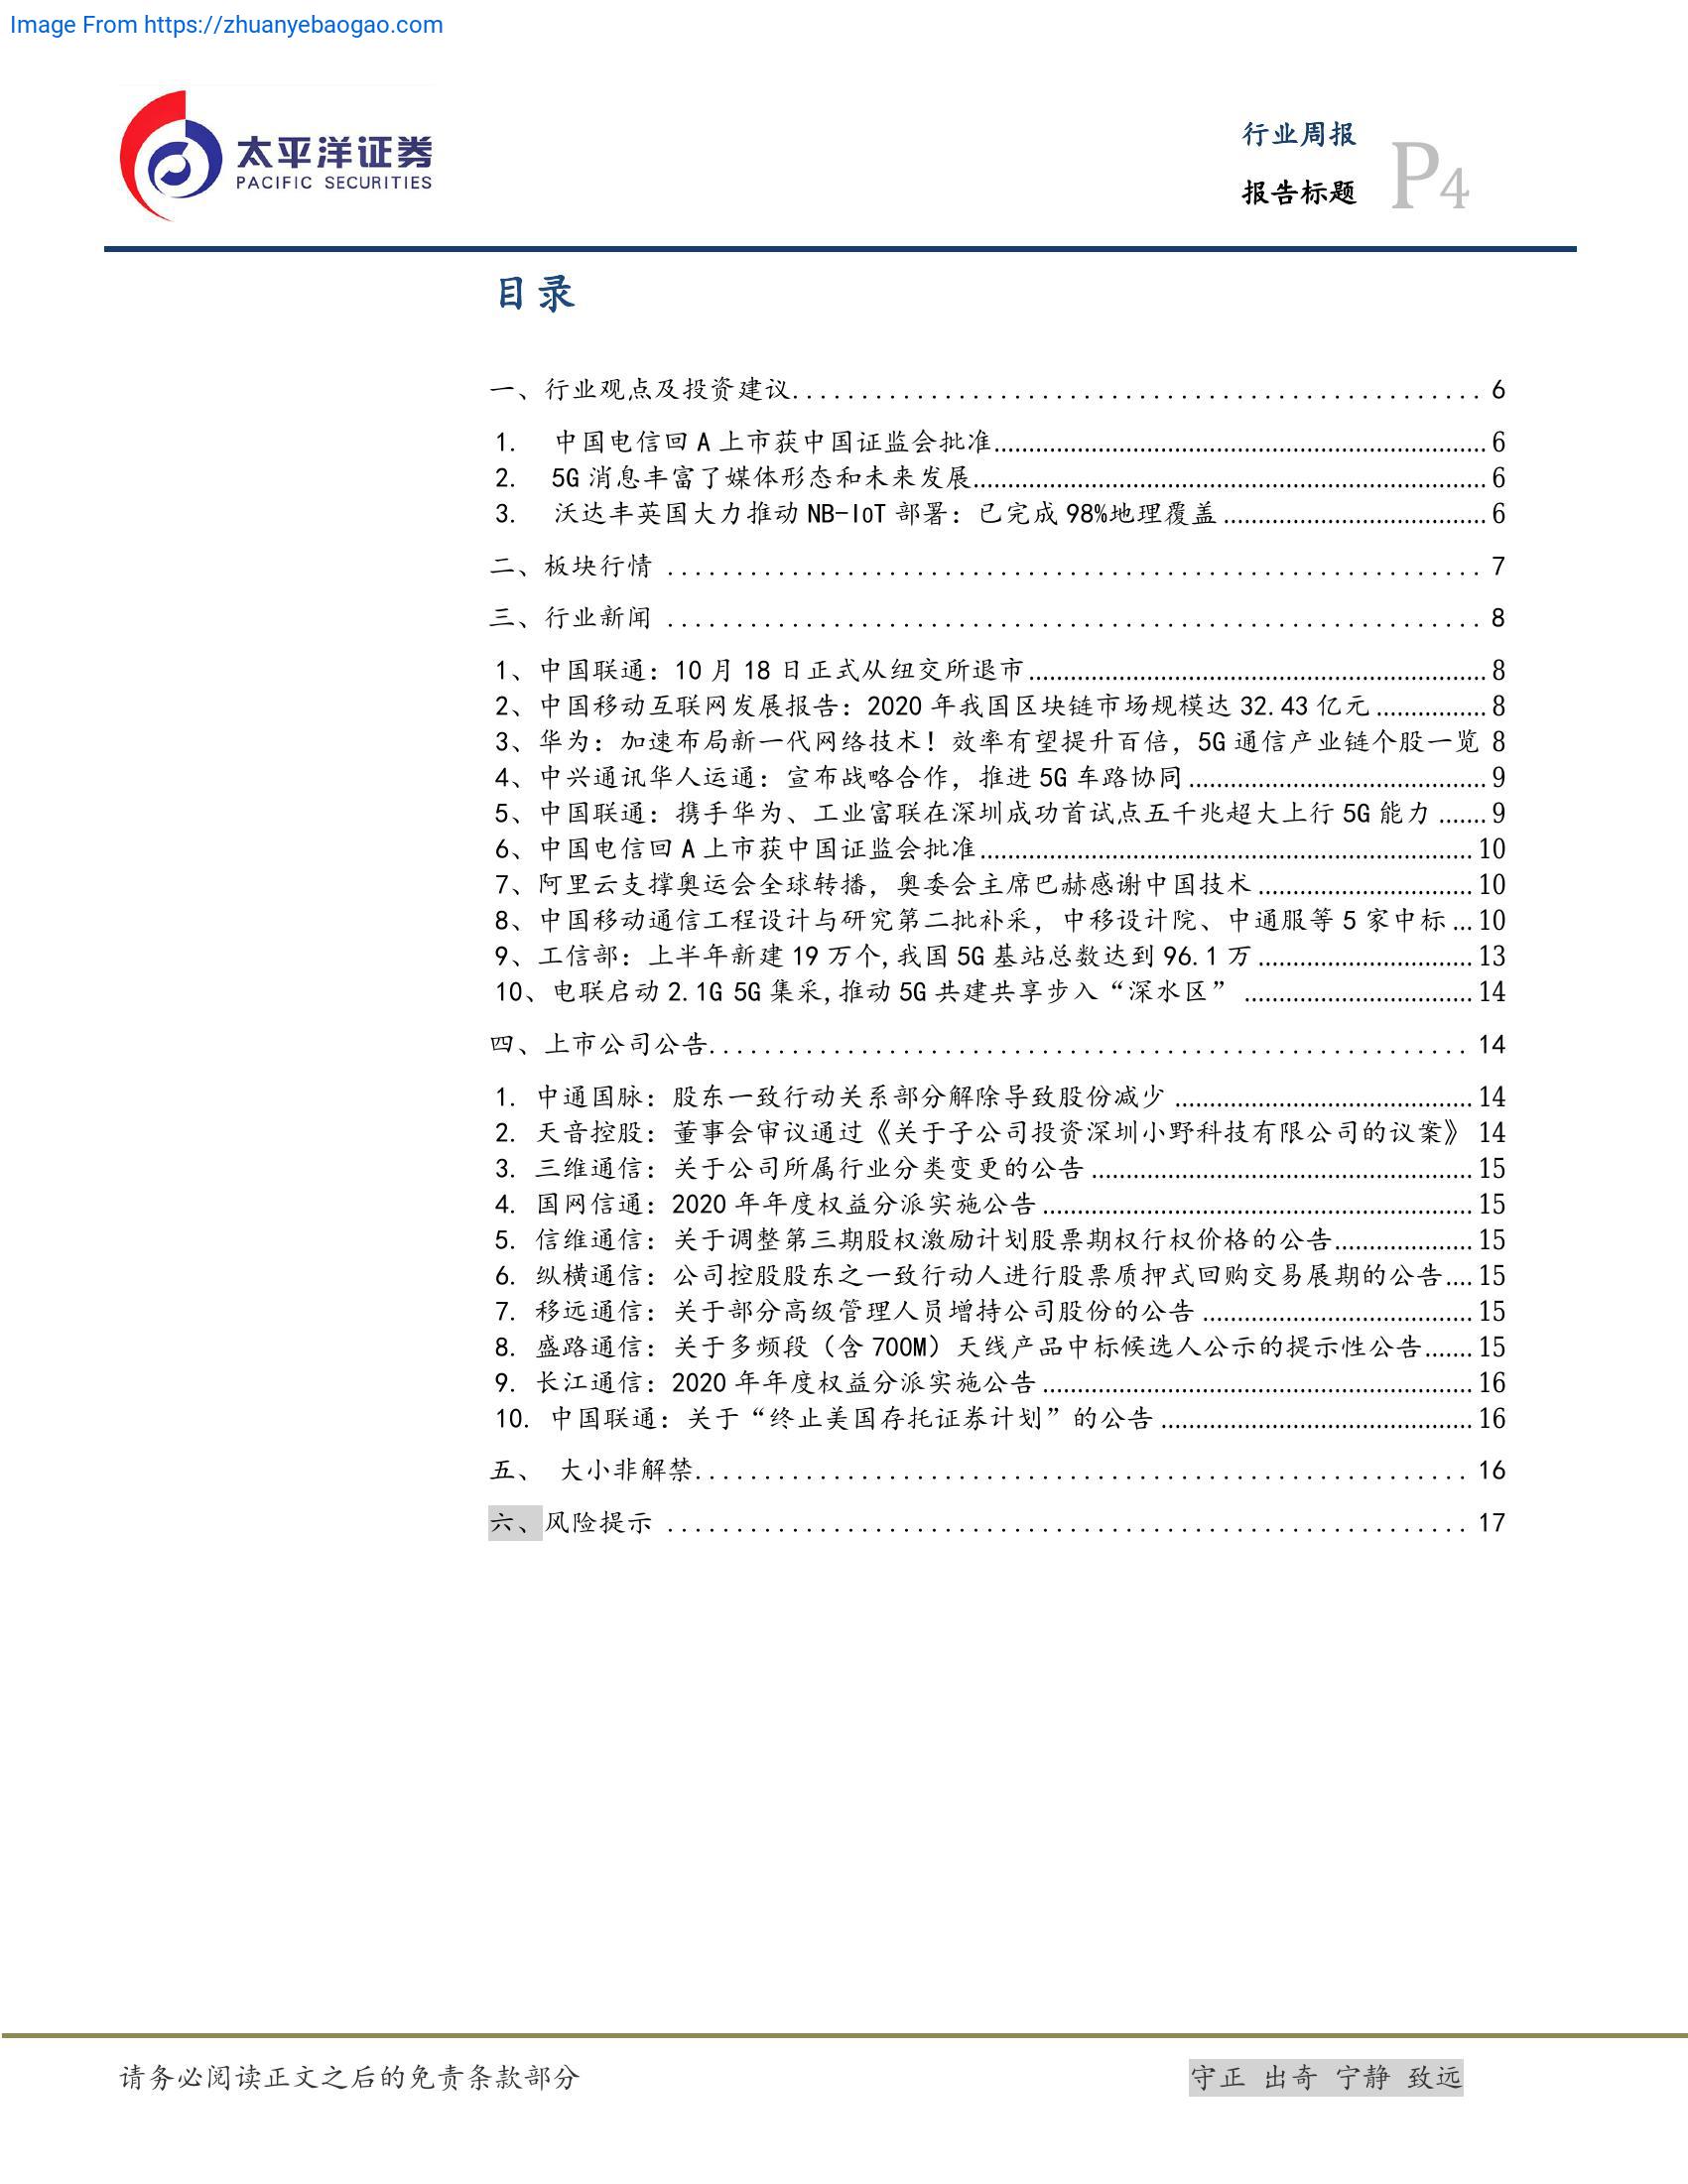 Image From https://zhuanyebaogao.com
太平洋证券
PACIFIC SECURITIES
行业周报
报告标题
P4
目录
一、行业观点及投资建议.................................................. 6
1. 中国电信回 A 上市获中国证监会批准.................................................. 6
2. 5G 消息丰富了媒体形态和未来发展.................................................. 6
3. 沃达丰英国大力推动 NB-IoT 部署：已完成 98%地理覆盖...................................... 6
二、板块行情 ........................................................... 7
三、行业新闻 ........................................................... 8
1、中国联通：10 月 18 日正式从纽交所退市.................................................. 8
2、中国移动互联网发展报告：2020 年我国区块链市场规模达 32.43 亿元................ 8
3、华为：加速布局新一代网络技术！效率有望提升百倍，5G 通信产业链个股一览 8
4、中兴通讯华人运通：宣布战略合作，推进 5G 车路协同........................................... 9
5、中国联通：携手华为、工业富联在深圳成功首试点五千兆超大上行 5G 能力 ....... 9
6、中国电信回 A 上市获中国证监会批准.................................................. 10
7、阿里云支撑奥运会全球转播，奥委会主席巴赫感谢中国技术 ............................... 10
8、中国移动通信工程设计与研究第二批补采，中移设计院、中通服等 5 家中标 ... 10
9、工信部：上半年新建 19 万个,我国 5G 基站总数达到 96.1 万 ............................... 13
10、电联启动 2.1G 5G 集采,推动 5G 共建共享步入“深水区” ................................. 14
四、上市公司公告....................................................... 14
1. 中通国脉：股东一致行动关系部分解除导致股份减少 ........................................... 14
2. 天音控股：董事会审议通过《关于子公司投资深圳小野科技有限公司的议案》 14
3. 三维通信：关于公司所属行业分类变更的公告 ....................................................... 15
4. 国网信通：2020 年年度权益分派实施公告 .................................................. 15
5. 信维通信：关于调整第三期股权激励计划股票期权行权价格的公告.................... 15
6. 纵横通信：公司控股股东之一致行动人进行股票质押式回购交易展期的公告.... 15
7. 移远通信：关于部分高级管理人员增持公司股份的公告 ....................................... 15
8. 盛路通信：关于多频段（含 700M）天线产品中标候选人公示的提示性公告....... 15
9. 长江通信：2020 年年度权益分派实施公告 .................................................. 16
10. 中国联通：关于“终止美国存托证券计划”的公告 ............................................. 16
五、 大小非解禁........................................................ 16
六、风险提示 .......................................................... 17
请务必阅读正文之后的免责条款部分
守正 出奇 宁静 致远